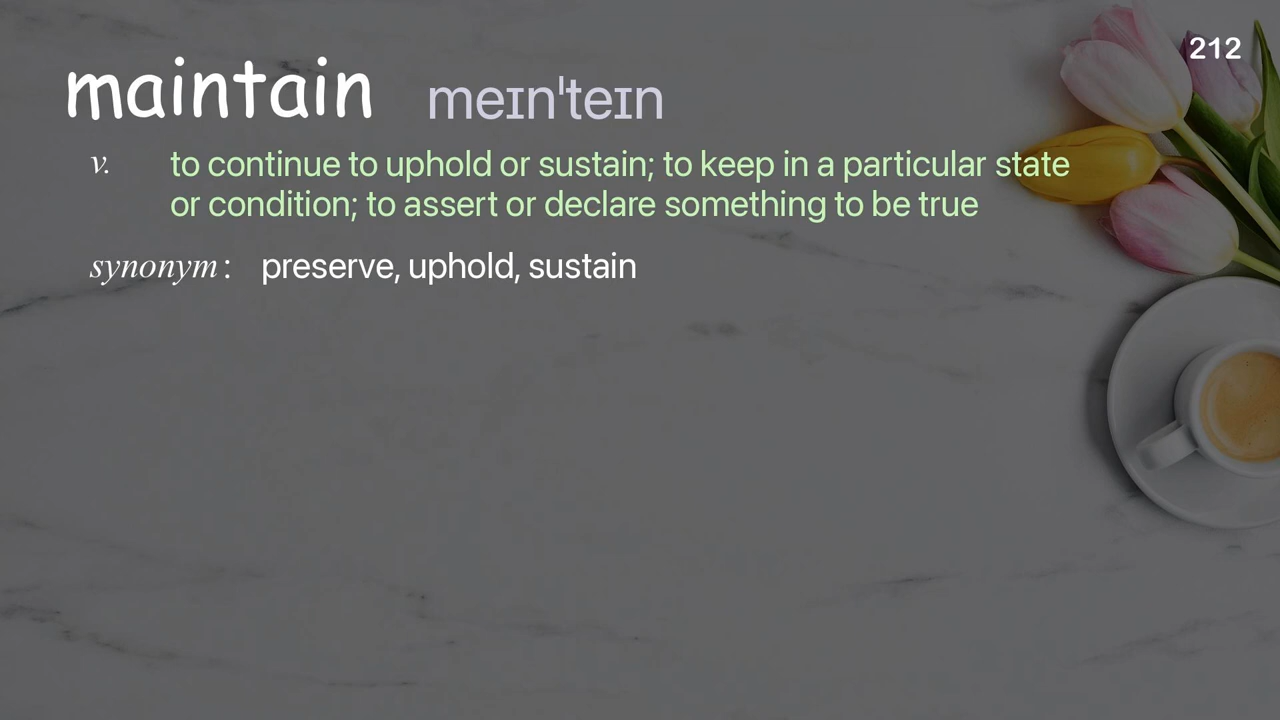 212
maintain meɪnˈteɪn
v. to continue to uphold or sustain; to keep in a particular state
or condition; to assert or declare something to be true
synonym: preserve, uphold, sustain